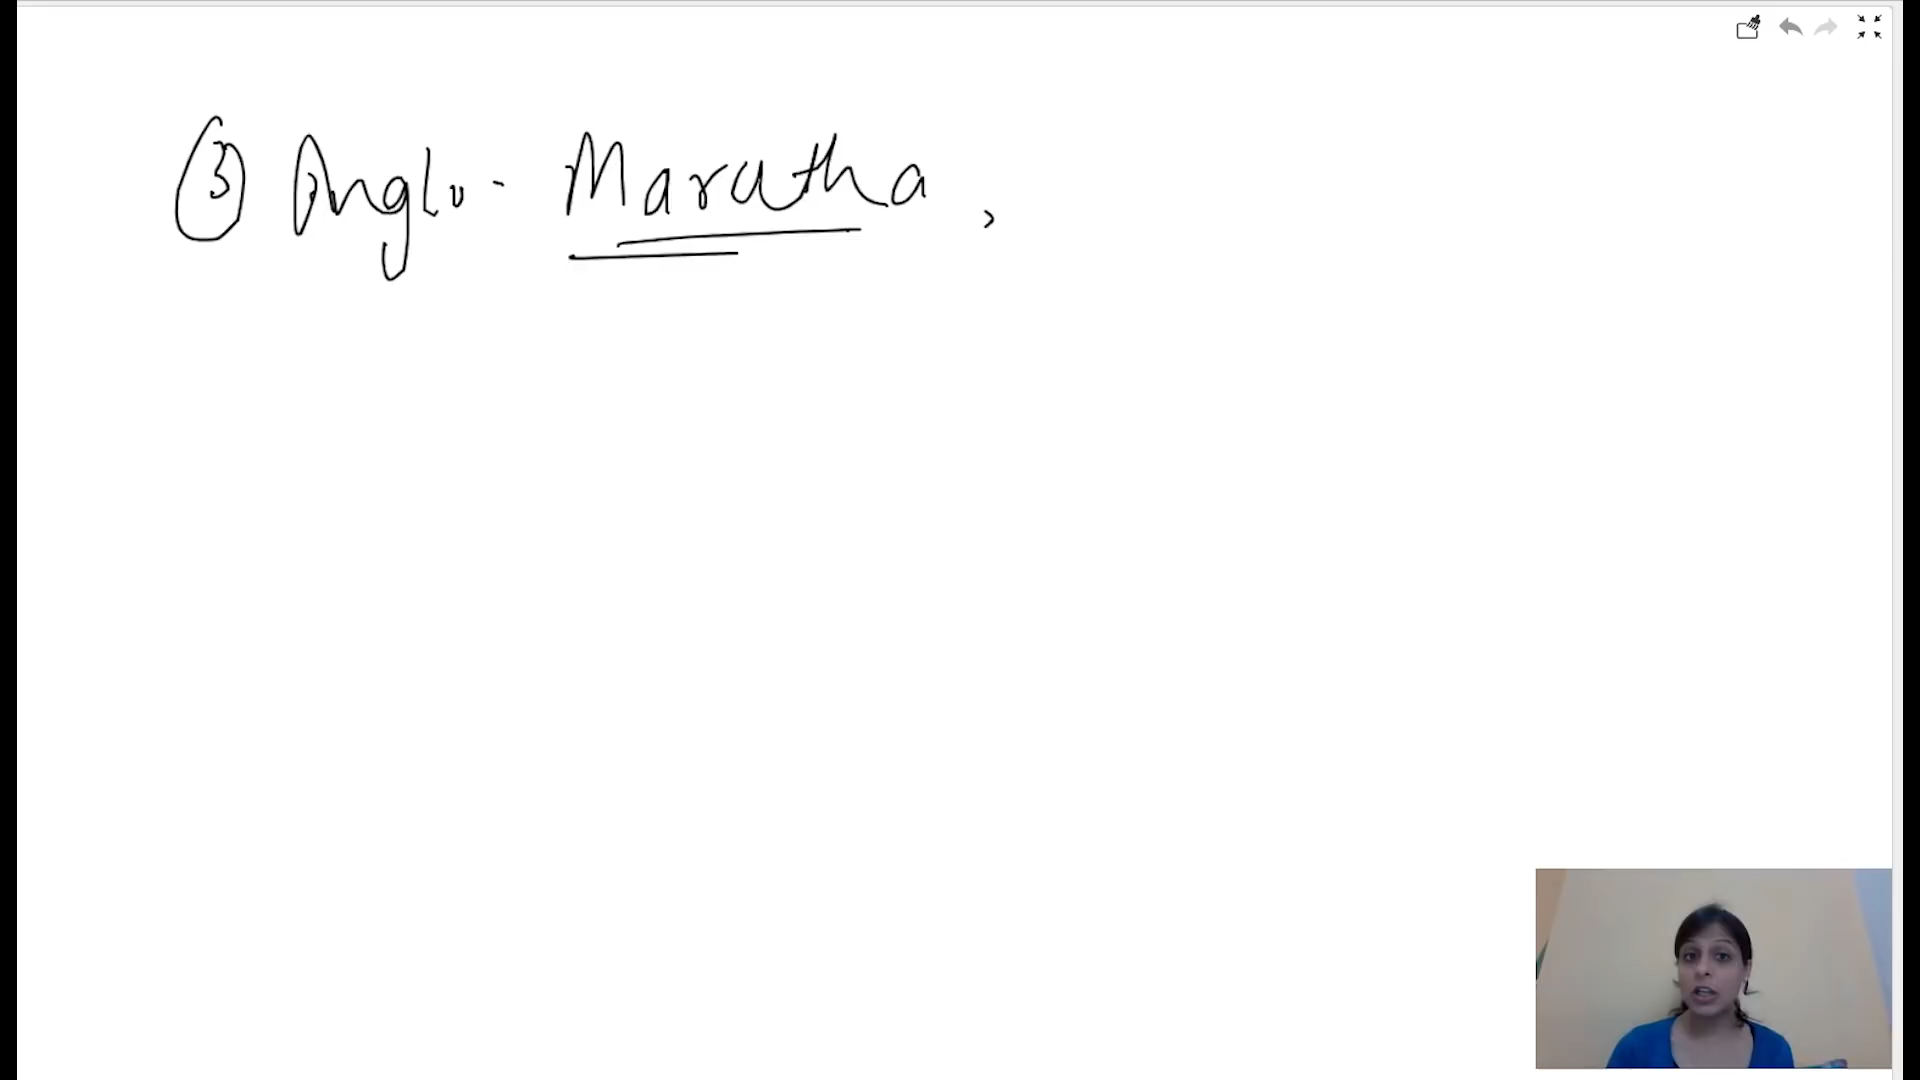 ③ Anglo - Maratha ,